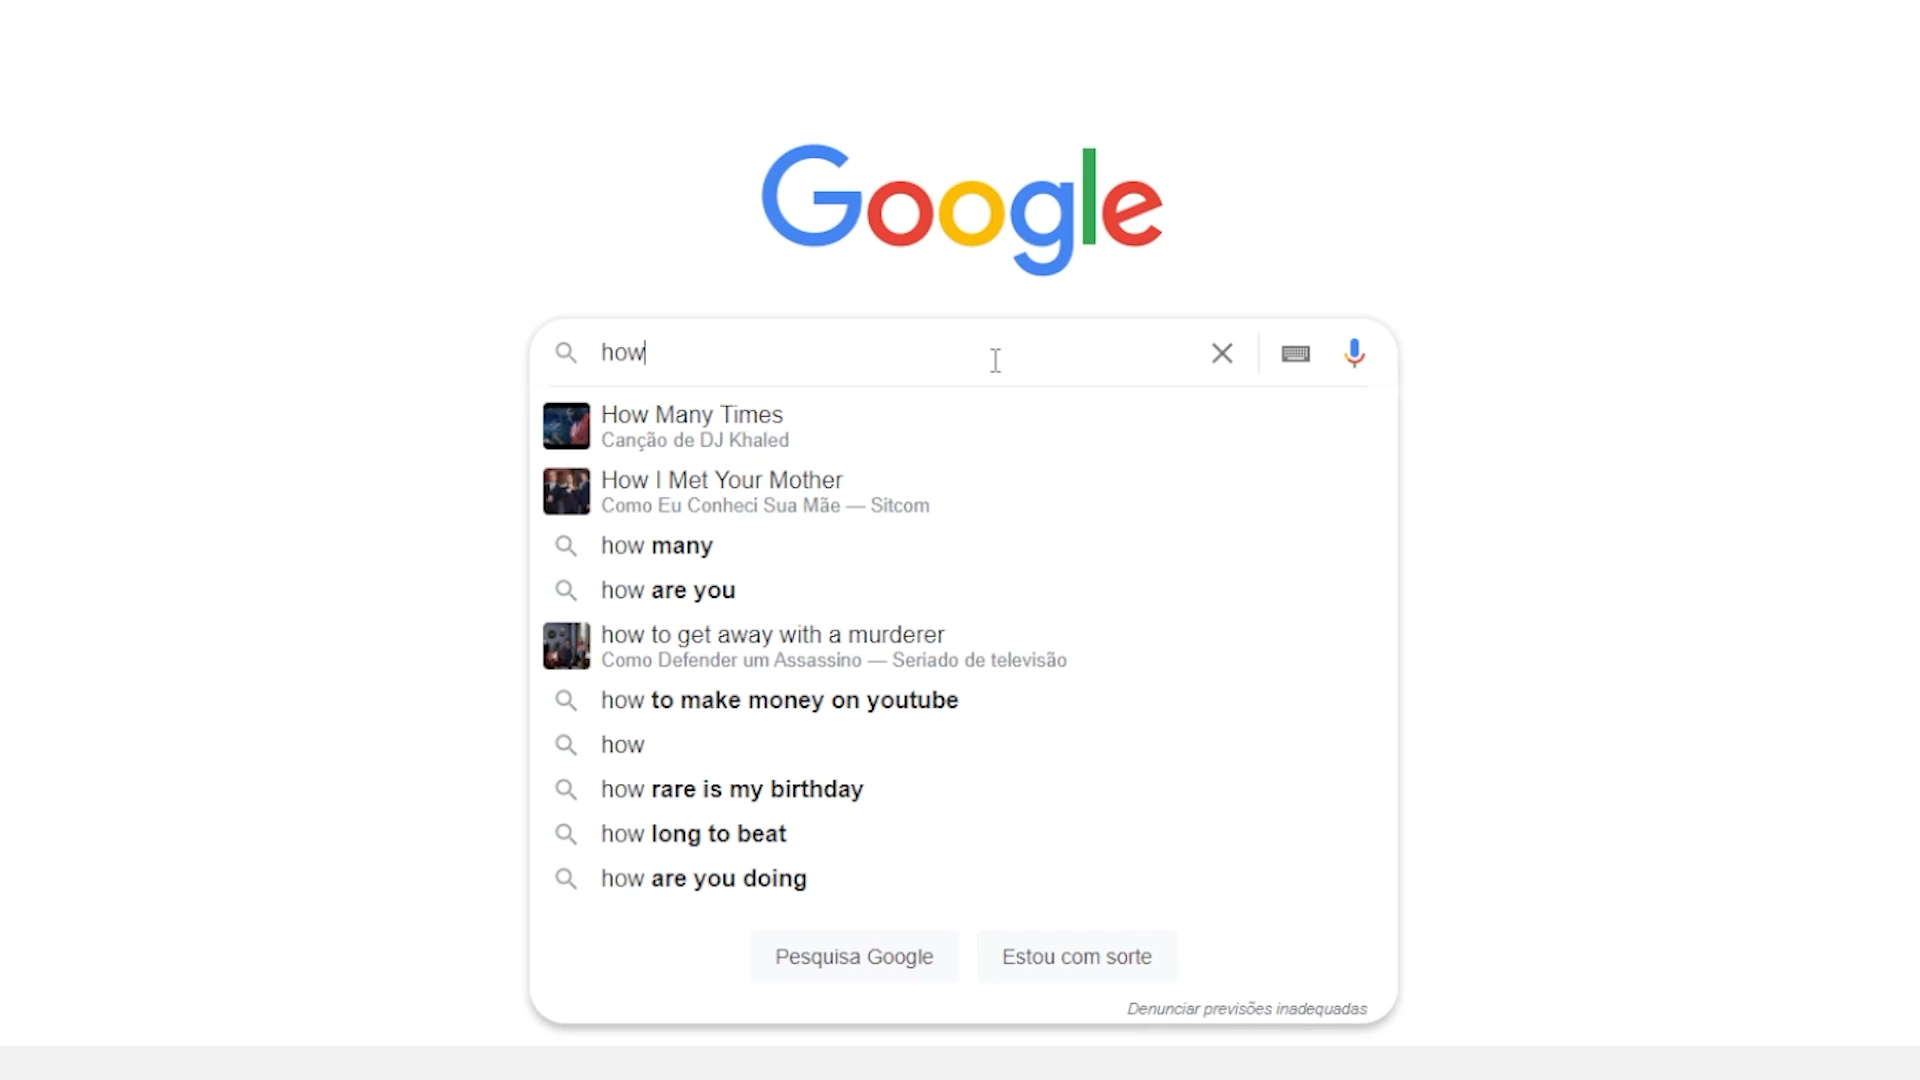 Google
how
How Many Times
Canção de DJ Khaled
How I Met Your Mother
Como Eu Conheci Sua Mãe — Sitcom
how many
how are you
how to get away with a murderer
Como Defender um Assassino — Seriado de televisão
how to make money on youtube
how
how rare is my birthday
how long to beat
how are you doing
Pesquisa Google
Estou com sorte
Denunciar previsões inadequadas